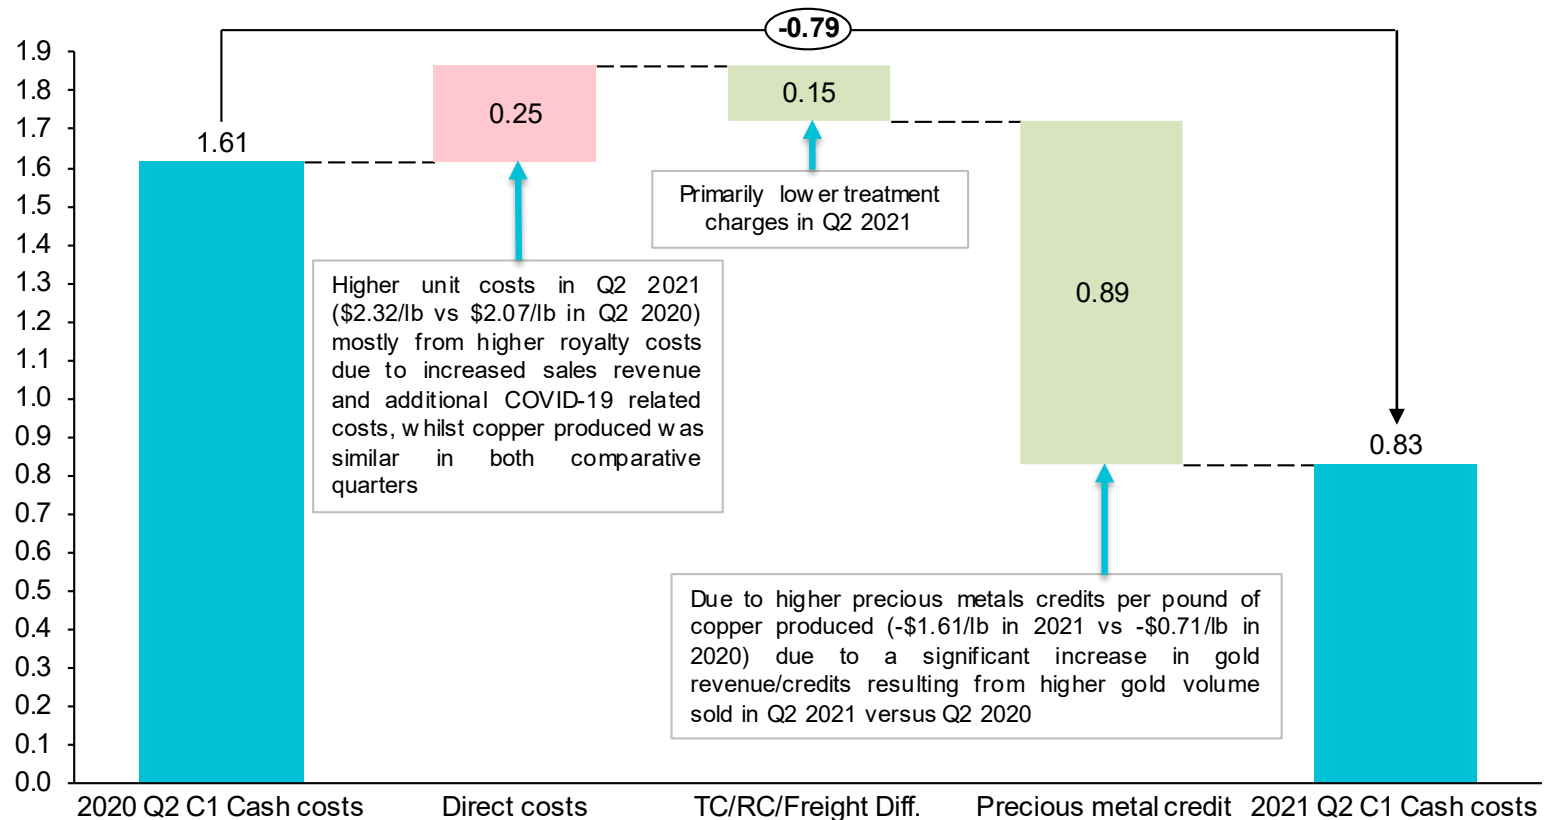 -0.79
1.9
1.8
1.7
1.6
1.5
1.4
1.3
1.2
1.1
1.0
0.9
0.8
0.7
0.6
0.5
0.4
0.3
0.2
0.1
0.0
1.61
0.25
0.15
0.89
0.83
Primarily lower treatment
charges in Q2 2021
Higher unit costs in Q2 2021
($2.32/lb vs $2.07/lb in Q2 2020)
mostly from higher royalty costs
due to increased sales revenue
and additional COVID-19 related
costs, whilst copper produced was
similar in both comparative
quarters
Due to higher precious metals credits per pound of
copper produced (-$1.61/lb in 2021 vs -$0.71/lb in
2020) due to a significant increase in gold
revenue/credits resulting from higher gold volume
sold in Q2 2021 versus Q2 2020
2020 Q2 C1 Cash costs
Direct costs
TC/RC/Freight Diff.
Precious metal credit
2021 Q2 C1 Cash costs